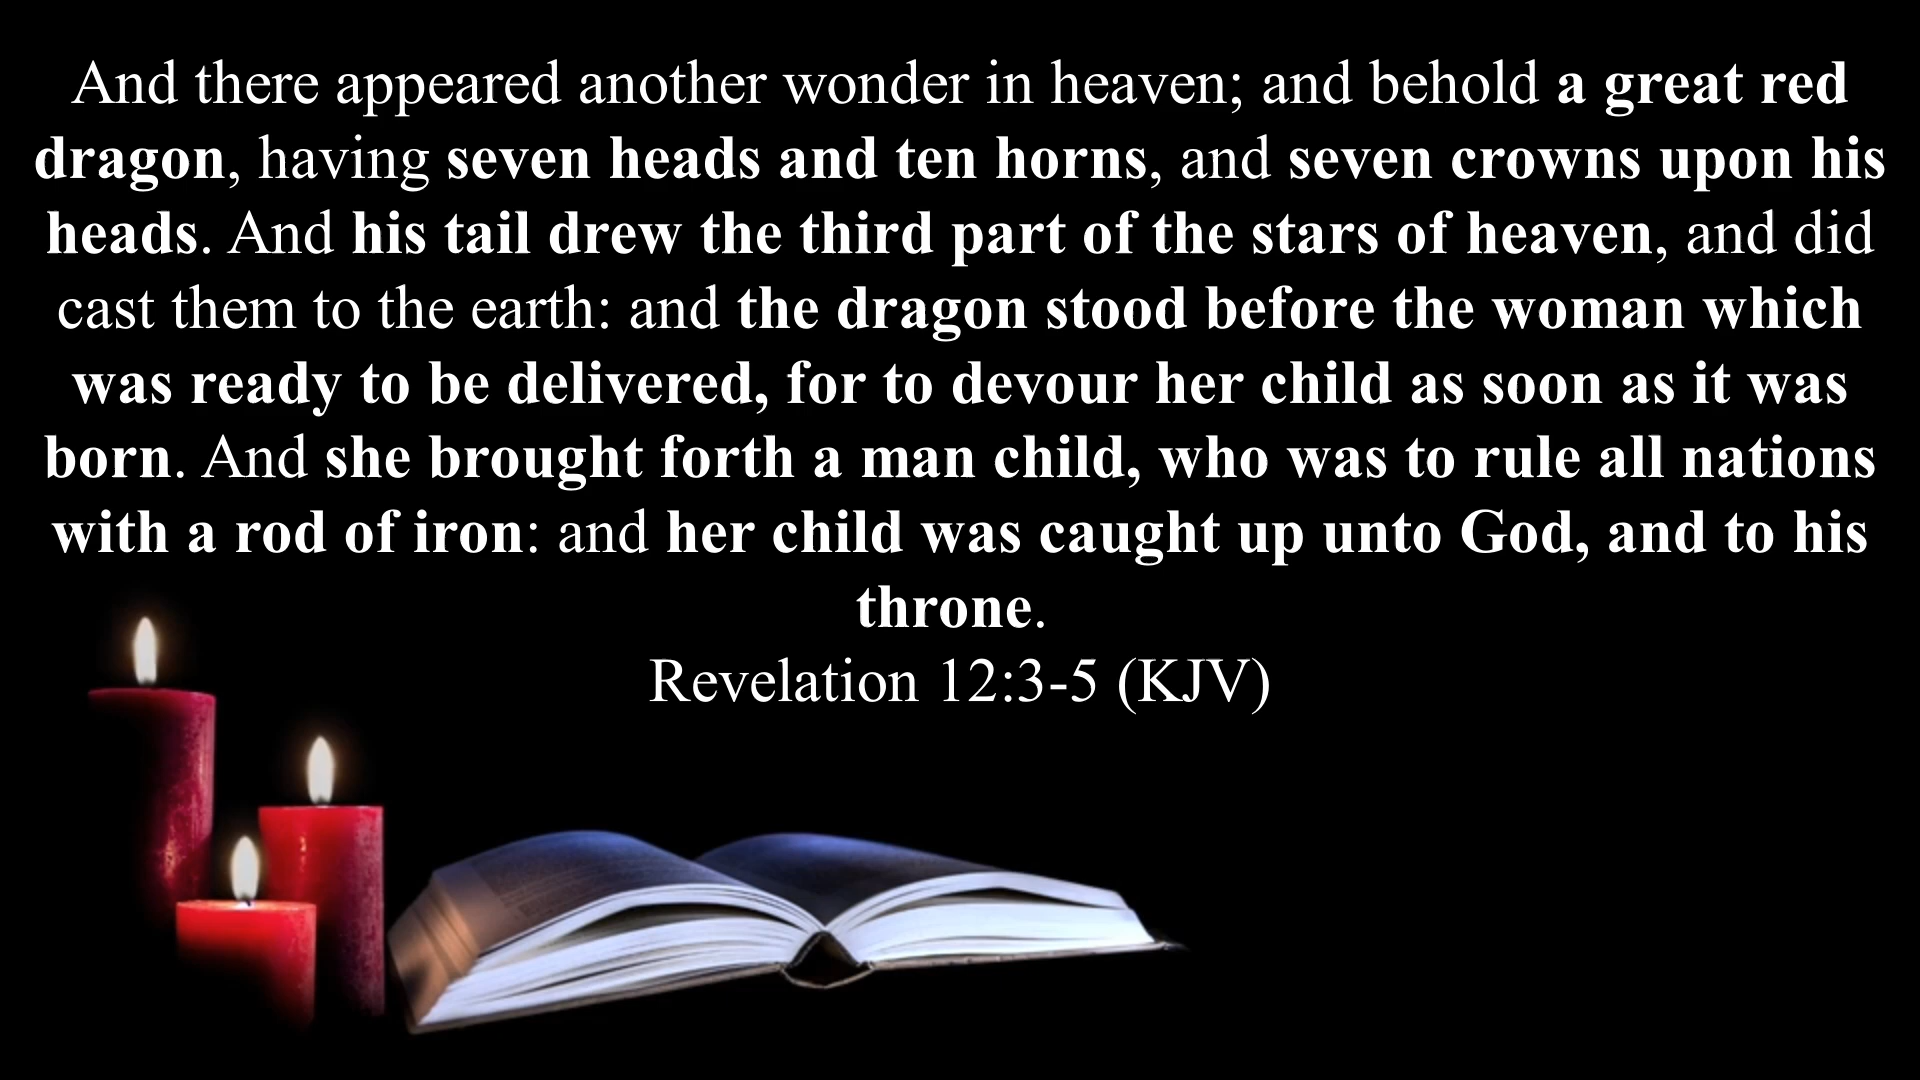 And there appeared another wonder in heaven; and behold a great red
dragon, having seven heads and ten horns, and seven crowns upon his
heads. And his tail drew the third part of the stars of heaven, and did
cast them to the earth: and the dragon stood before the woman which
was ready to be delivered, for to devour her child as soon as it was
born. And she brought forth a man child, who was to rule all nations
with a rod of iron: and her child was caught up unto God, and to his
throne.
Revelation 12:3-5 (KJV)